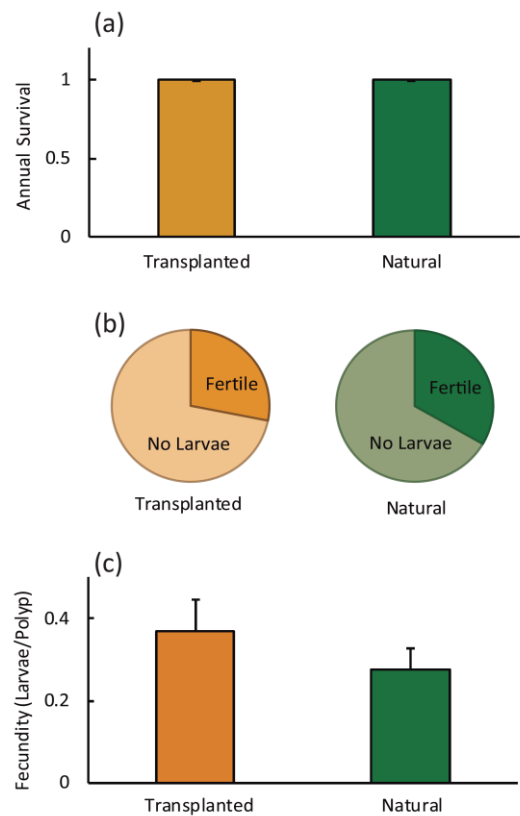 (a)
Annual Survival
1
0.5
0
Transplanted Natural
(b)
Fertile Fertile
No Larvae No Larvae
Transplanted Natural
(c)
Fecundity (Larvae/Polyp)
0.4
0.2
0
Transplanted Natural